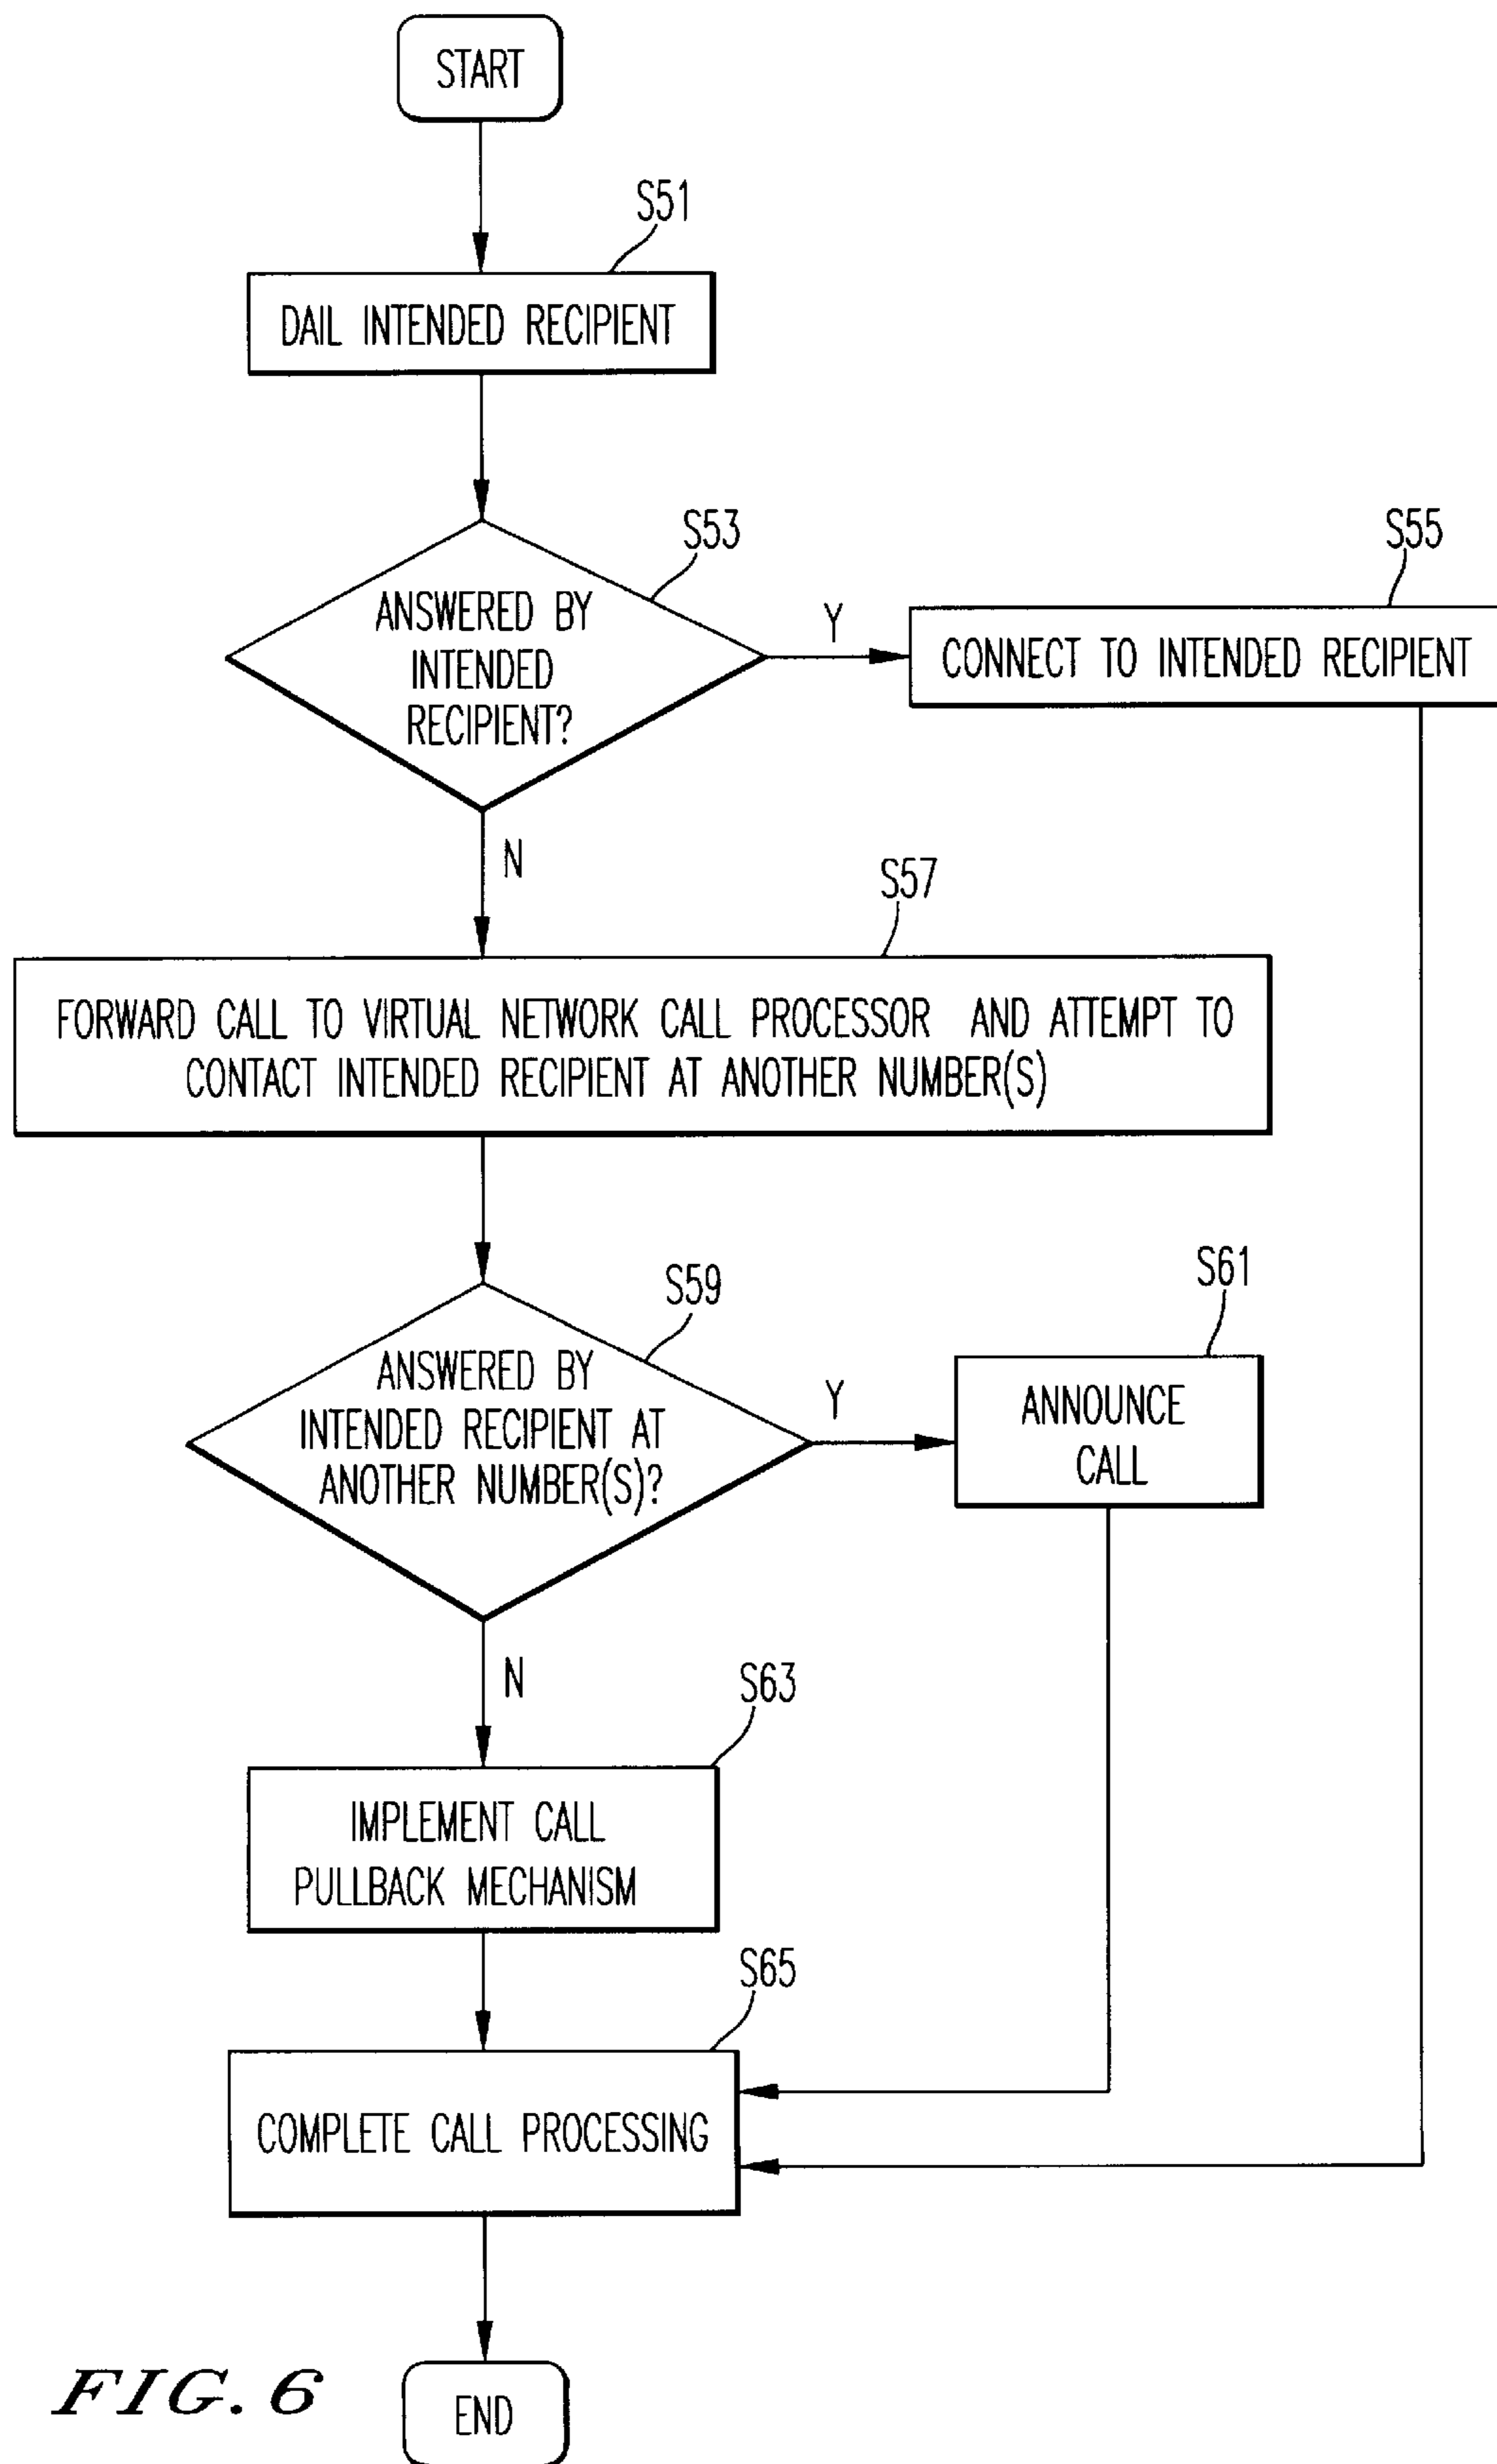 START
S51
DAIL INTENDED RECIPIENT
S53
ANSWERED BY
INTENDED
RECIPIENT?
Y
S55
CONNECT TO INTENDED RECIPIENT
N
S57
FORWARD CALL TO VIRTUAL NETWORK CALL PROCESSOR AND ATTEMPT TO
CONTACT INTENDED RECIPIENT AT ANOTHER NUMBER(S)
S59
ANSWERED BY
INTENDED RECIPIENT AT
ANOTHER NUMBER(S)?
Y
S61
ANNOUNCE
CALL
N
S63
IMPLEMENT CALL
PULLBACK MECHANISM
S65
COMPLETE CALL PROCESSING
END
FIG. 6